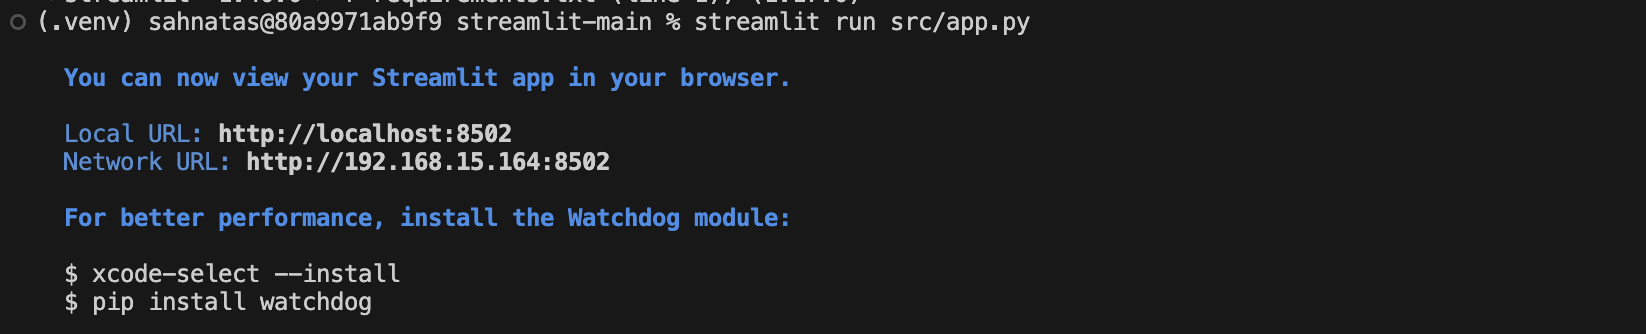 (.venv) sahnatas@80a9971ab9f9 streamlit-main % streamlit run src/app.py
You can now view your Streamlit app in your browser.
Local URL: http://localhost:8502
Network URL: http://192.168.15.164:8502
For better performance, install the Watchdog module:
$ xcode-select --install
$ pip install watchdog